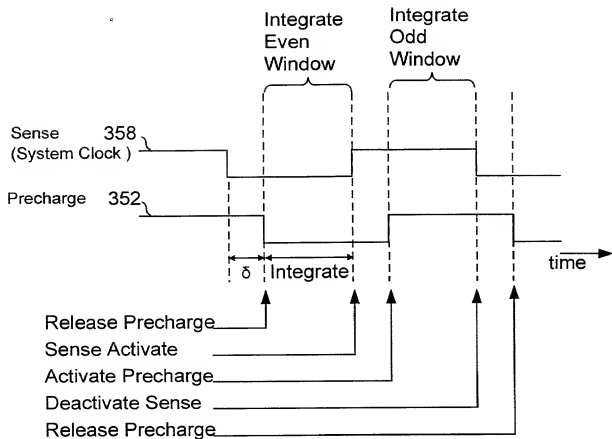 Integrate
Even
Window
Integrate
Odd
Window
Sense 358
(System Clock )
Precharge 352
δ Integrate
time
Release Precharge
Sense Activate
Activate Precharge
Deactivate Sense
Release Precharge